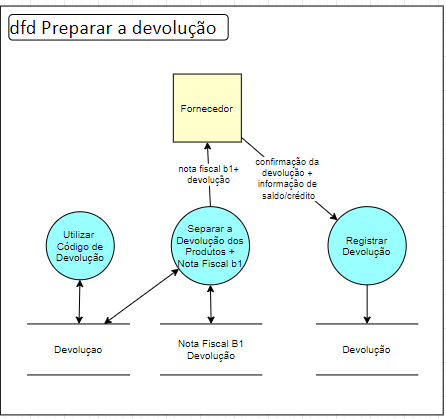 dfd Preparar a devolução
Fornecedor
nota fiscal b1+
devolução
confirmação da
devolução +
informação de
saldo/crédito
Utilizar
Código de
Devolução
Separar a
Devolução dos
Produtos +
Nota Fiscal b1
Registrar
Devolução
Devoluçao
Nota Fiscal B1
Devolução
Devolução